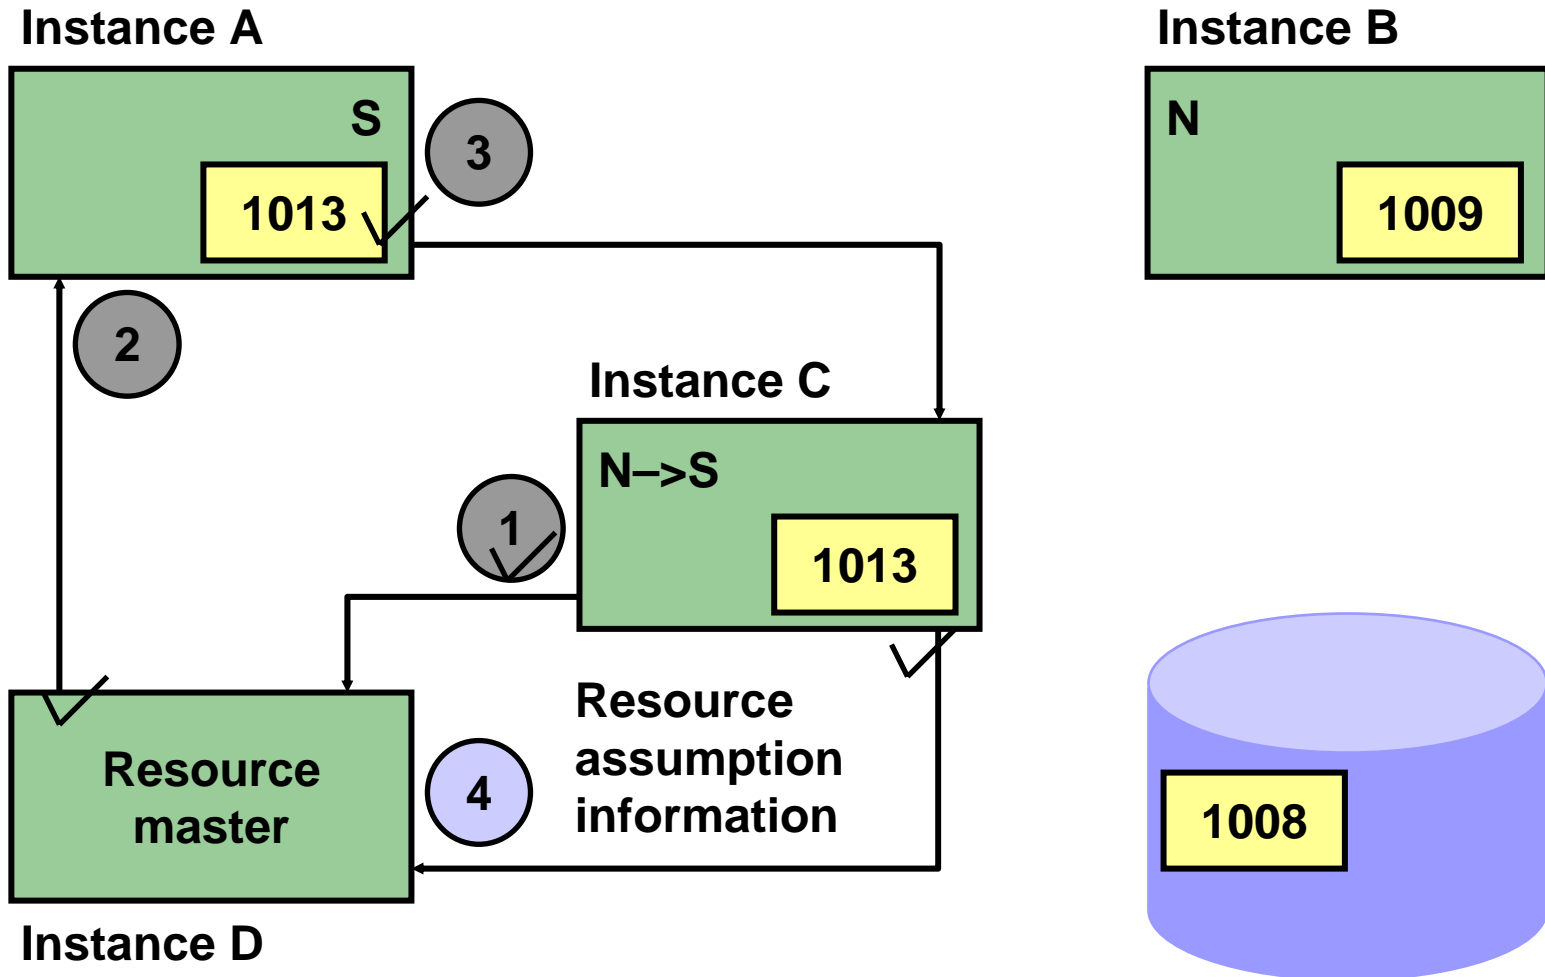 Instance A
Instance B
S
3
N
1013
1009
2
Instance C
N–>S
1
1013
Resource
assumption
information
Resource
master
4
1008
Instance D